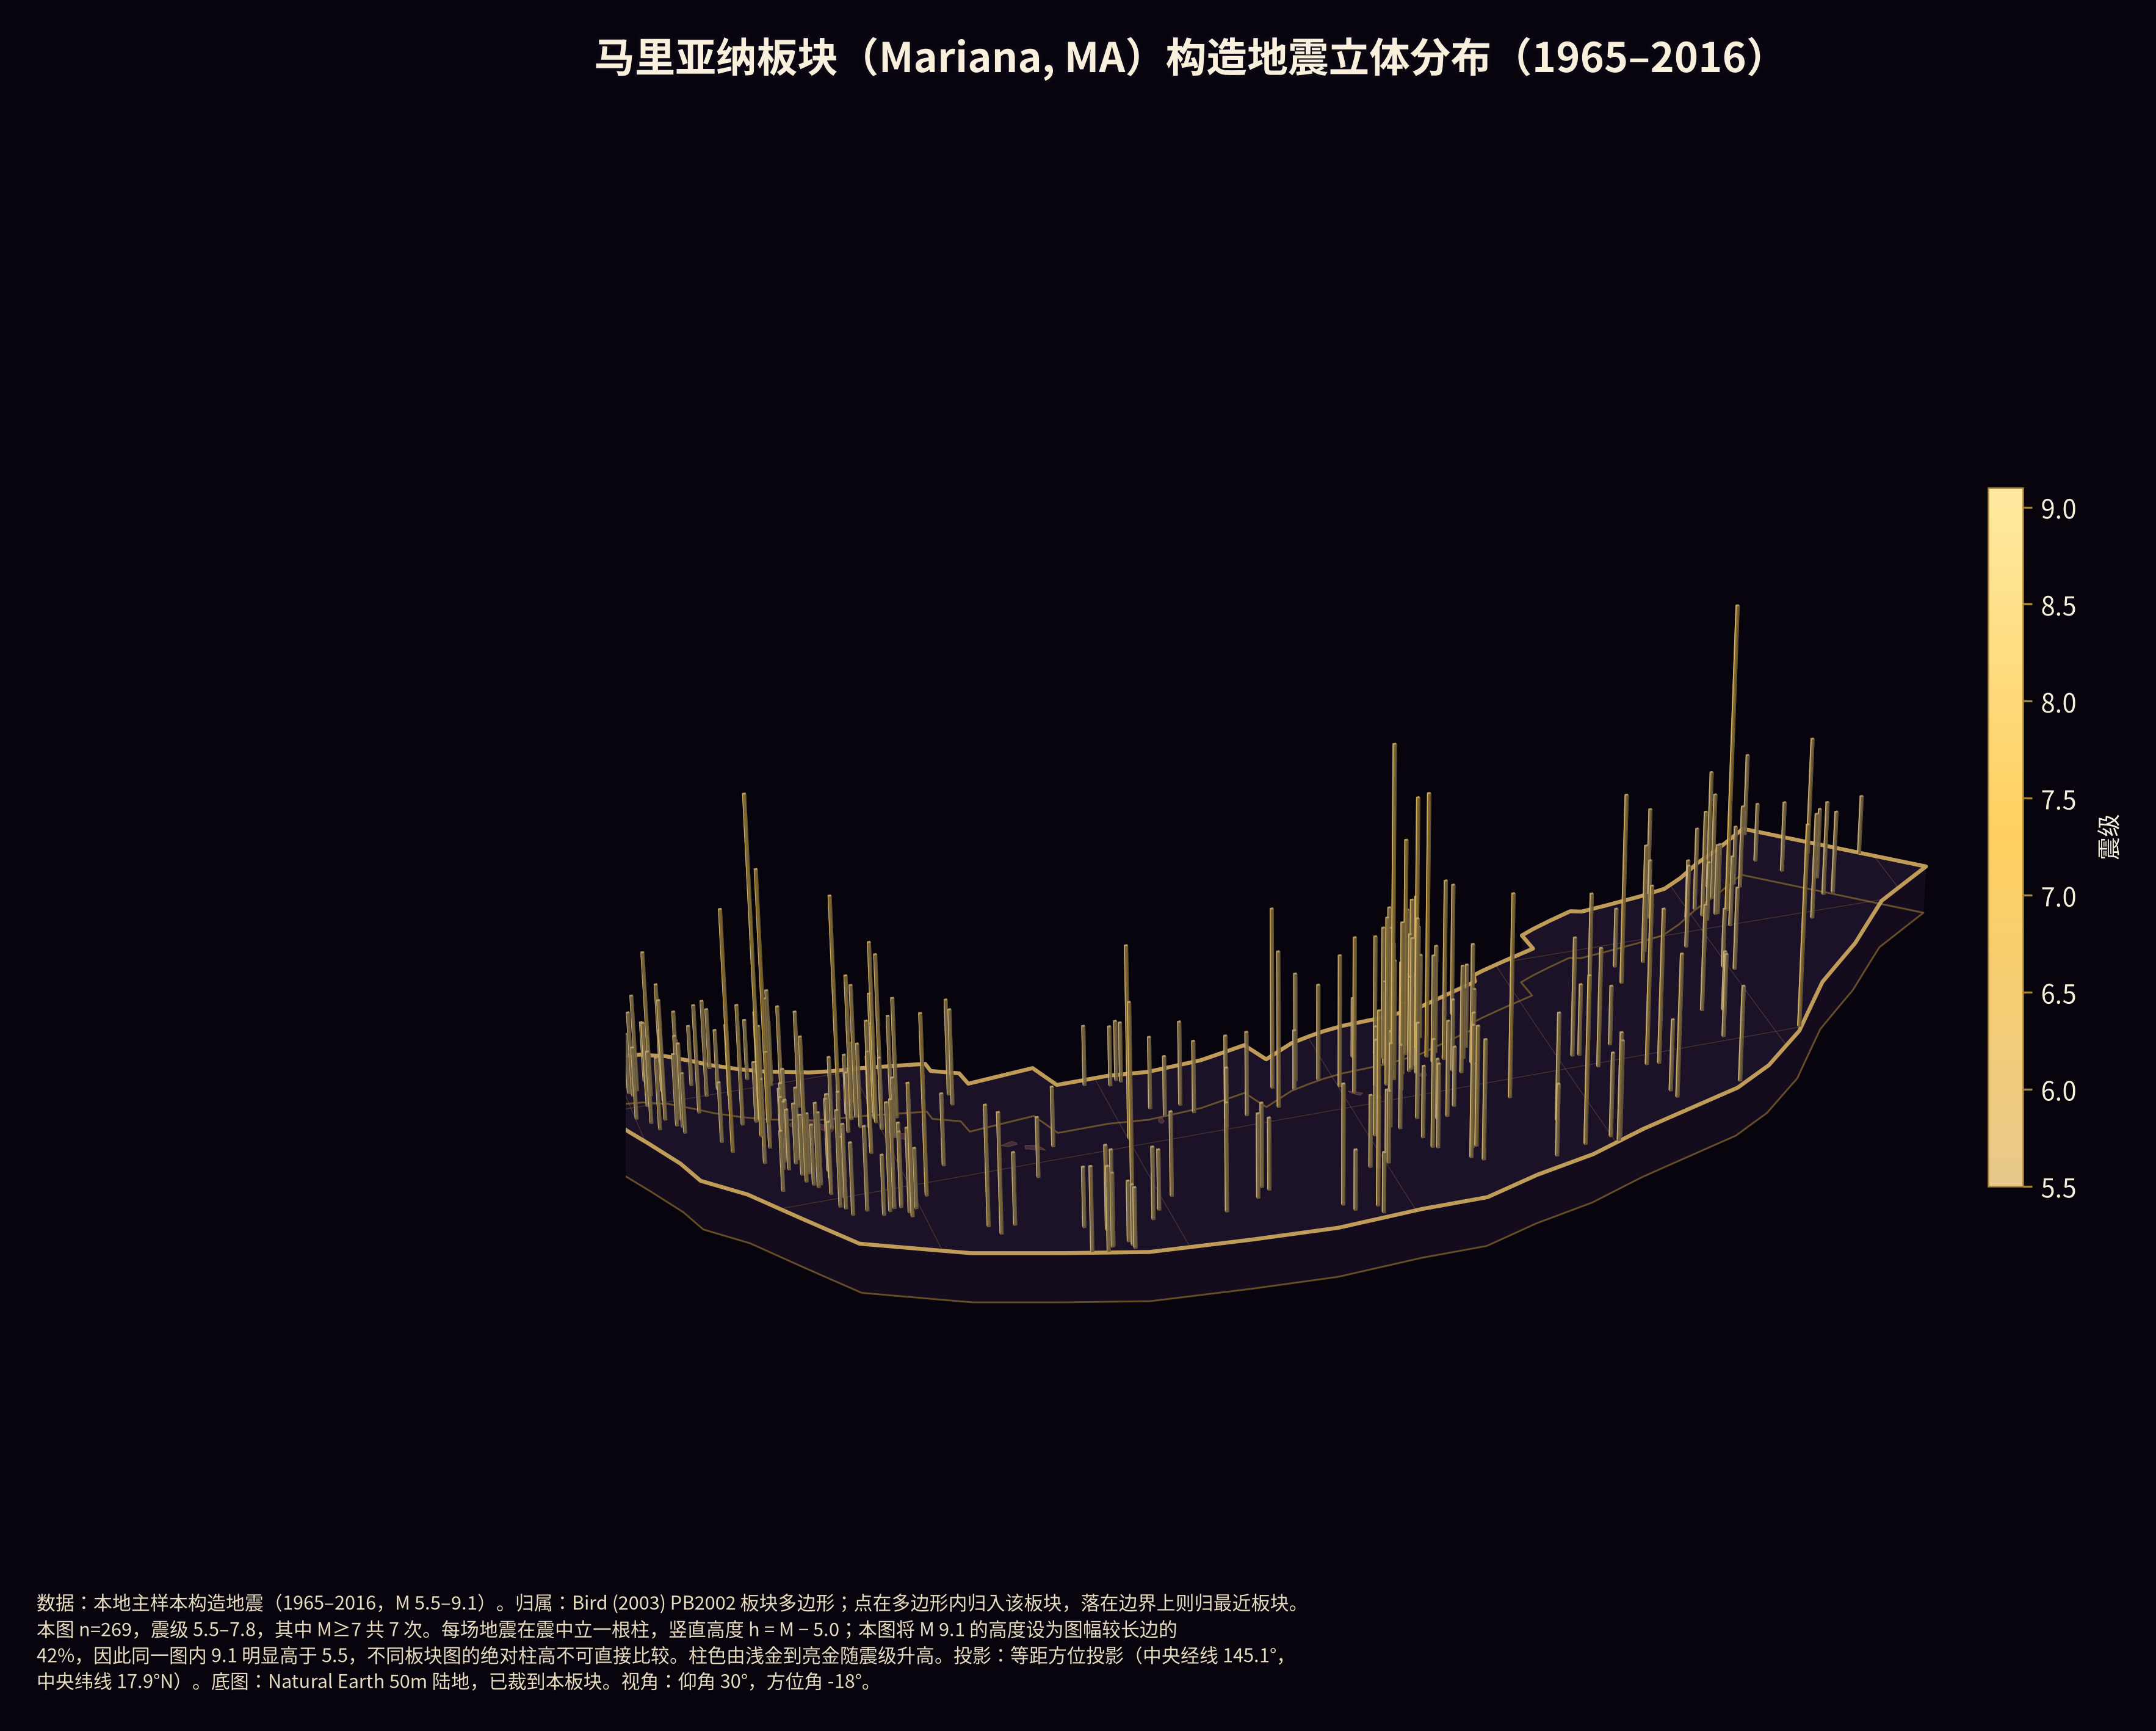 马里亚纳板块（Mariana, MA）构造地震立体分布（1965–2016）
9.0
8.5
8.0
7.5
7.0
6.5
6.0
5.5
震级
数据：本地主样本构造地震（1965–2016，M 5.5–9.1）。归属：Bird (2003) PB2002 板块多边形；点在多边形内归入该板块，落在边界上则归最近板块。
本图 n=269，震级 5.5–7.8，其中 M≥7 共 7 次。每场地震在震中立一根柱，竖直高度 h = M − 5.0；本图将 M 9.1 的高度设为图幅较长边的
42%，因此同一图内 9.1 明显高于 5.5，不同板块图的绝对柱高不可直接比较。柱色由浅金到亮金随震级升高。投影：等距方位投影（中央经线 145.1°，
中央纬线 17.9°N）。底图：Natural Earth 50m 陆地，已裁到本板块。视角：仰角 30°，方位角 -18°。